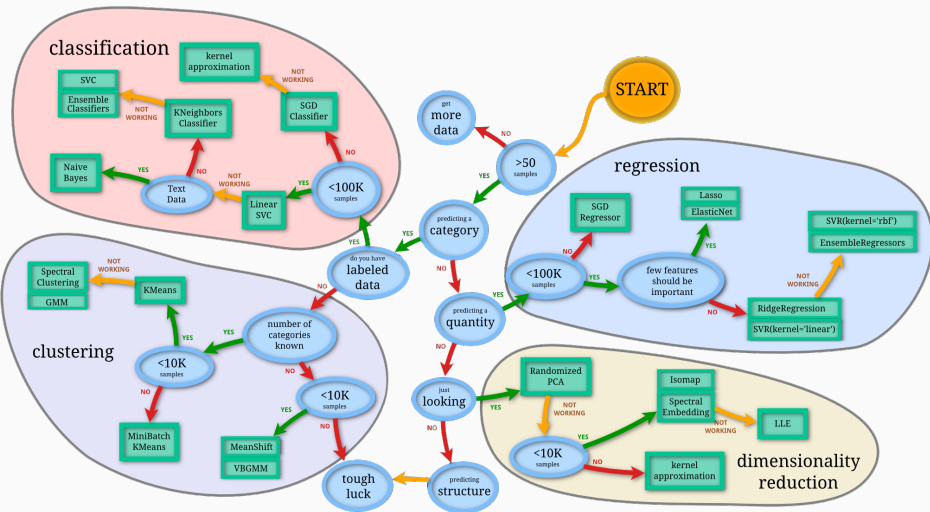 START
get
more
data
NO
>50
samples
YES
predicting a
category
YES
NO
do you have
labeled
data
YES
NO
predicting a
quantity
YES
NO
just
looking
YES
NO
predicting
structure
tough
luck
classification
kernel
approximation
NOT
WORKING
SGD
Classifier
NO
<100K
samples
YES
Linear
SVC
NOT
WORKING
Text
Data
YES
Naive
Bayes
NO
KNeighbors
Classifier
NOT
WORKING
SVC
Ensemble
Classifiers
regression
<100K
samples
NO
SGD
Regressor
YES
few features
should be
important
YES
Lasso
ElasticNet
NO
RidgeRegression
SVR(kernel='linear')
NOT
WORKING
SVR(kernel='rbf')
EnsembleRegressors
clustering
number of
categories
known
YES
<10K
samples
YES
KMeans
NOT
WORKING
Spectral
Clustering
GMM
NO
MiniBatch
KMeans
NO
<10K
samples
YES
MeanShift
VBGMM
NO
dimensionality
reduction
Randomized
PCA
NOT
WORKING
<10K
samples
YES
Isomap
Spectral
Embedding
NOT
WORKING
LLE
NO
kernel
approximation